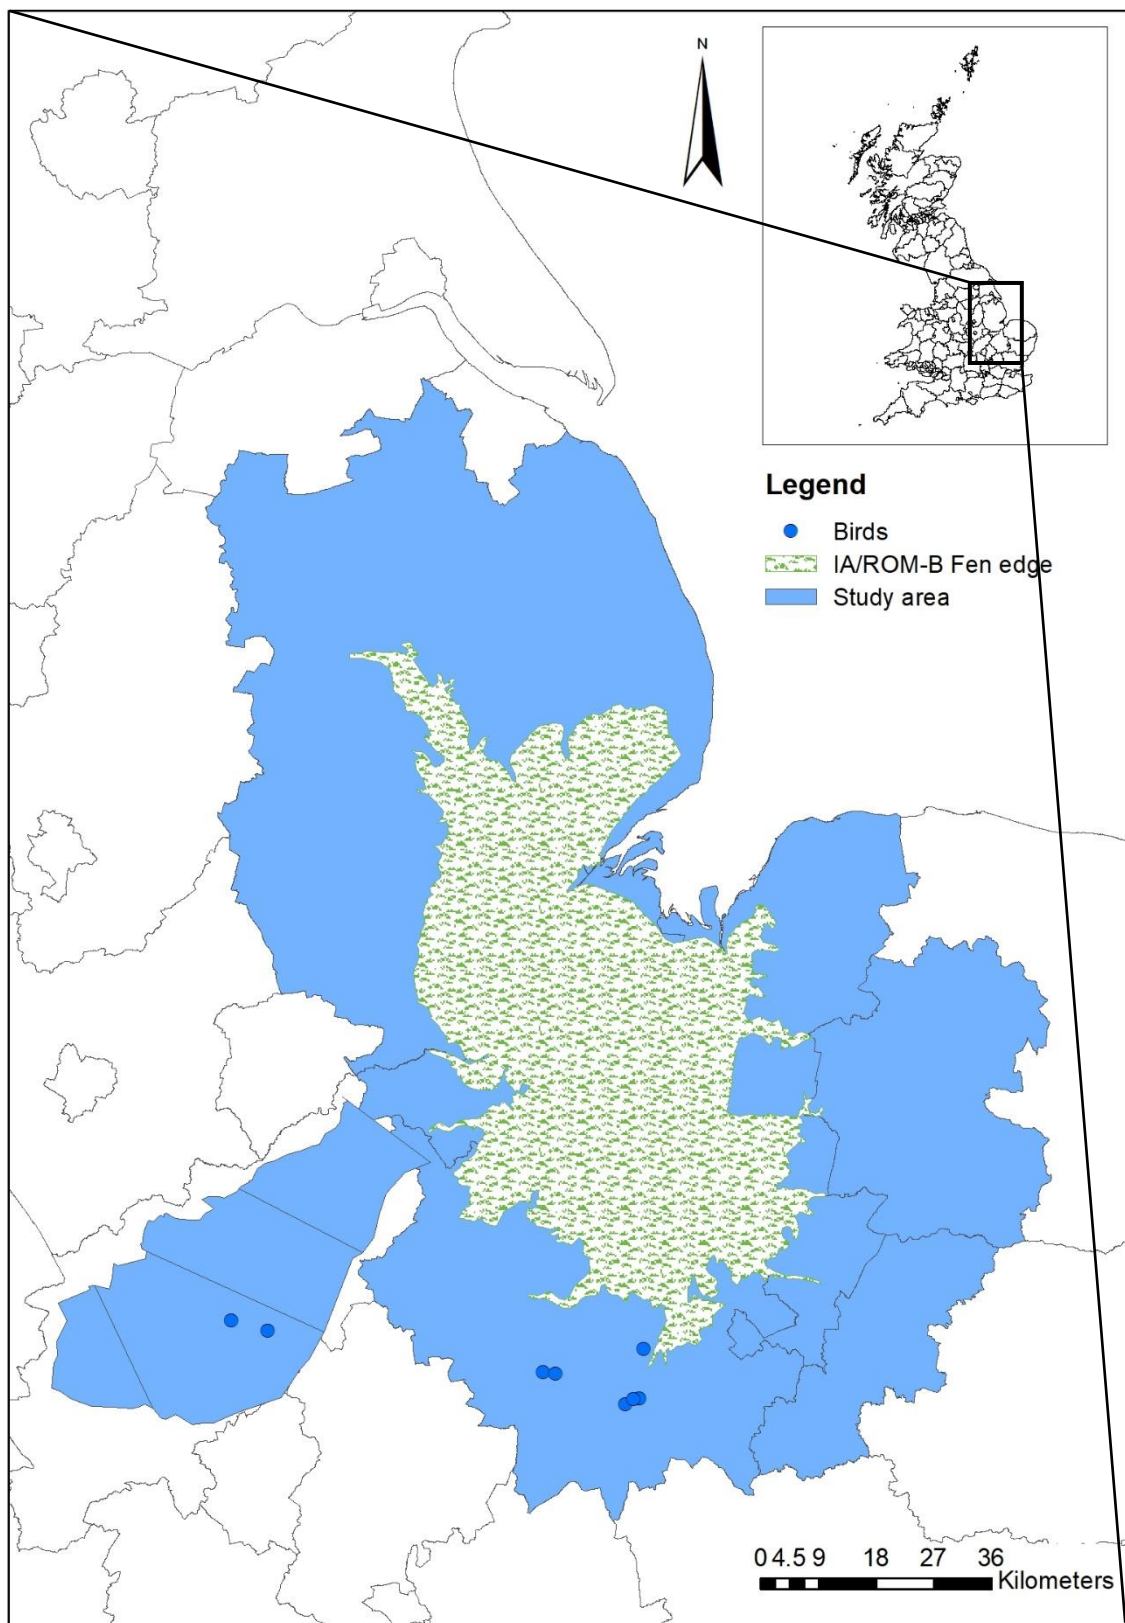 N
Legend
Birds
IA/ROM-B Fen edge
Study area
0 4.5 9 18 27 36
Kilometers